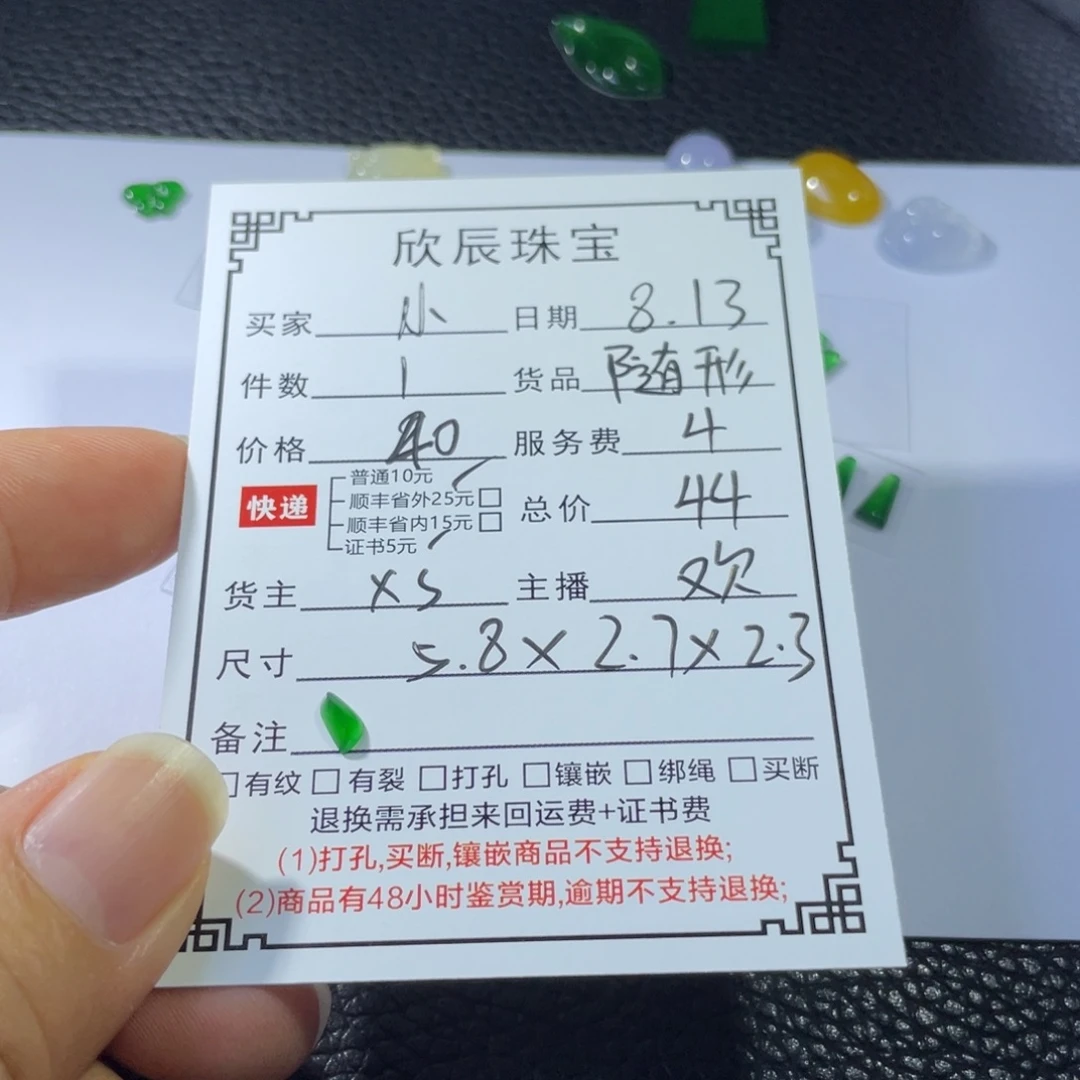 欣辰珠宝
买家 小 日期 8.13
件数 1 货品 随形
价格 40 服务费 4
快递 普通10元
顺丰省外25元□ 总价 44
顺丰省内15元□
证书5元
货主 XS 主播 欢
尺寸 5.8×2.7×2.3
备注
□有纹 □有裂 □打孔 □镶嵌 □绑绳 □买断
退换需承担来回运费+证书费
(1)打孔,买断,镶嵌商品不支持退换;
(2)商品有48小时鉴赏期,逾期不支持退换;